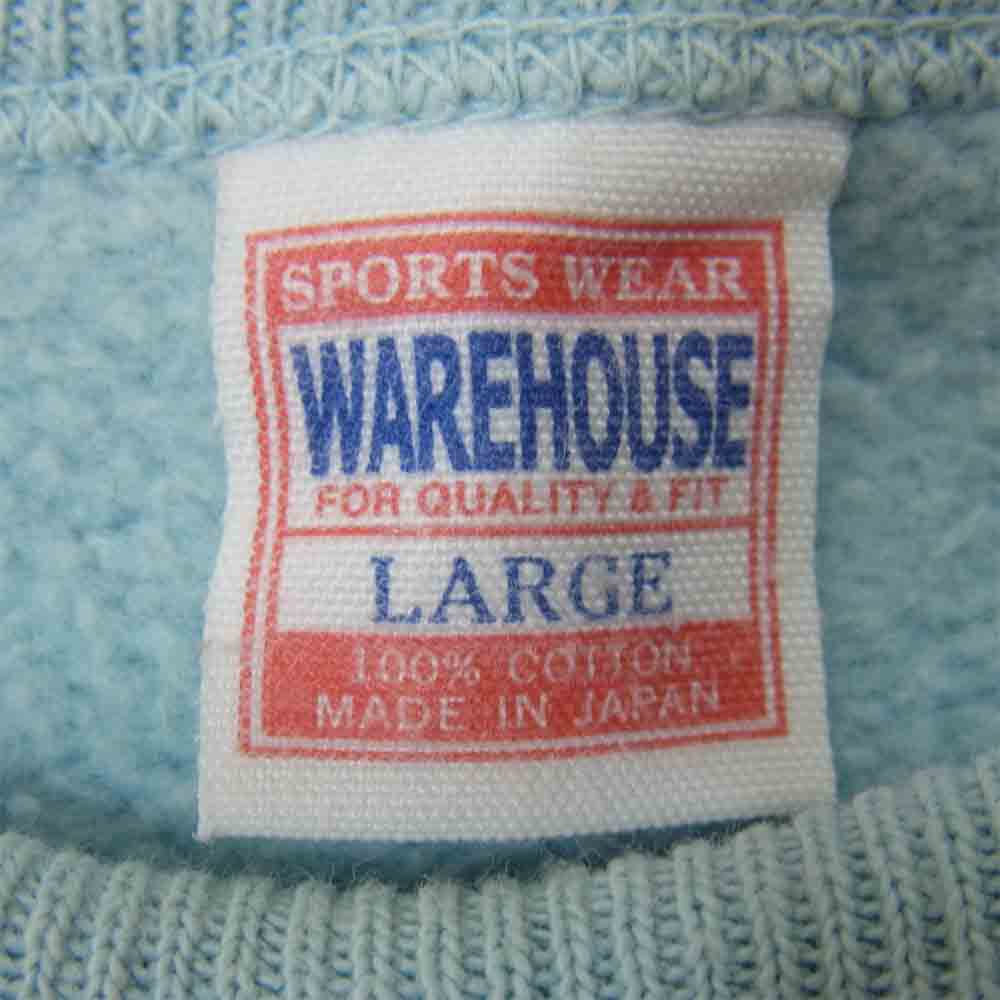 SPORTS WEAR
WAREHOUSE
FOR QUALITY & FIT
LARGE
100% COTTON
MADE IN JAPAN